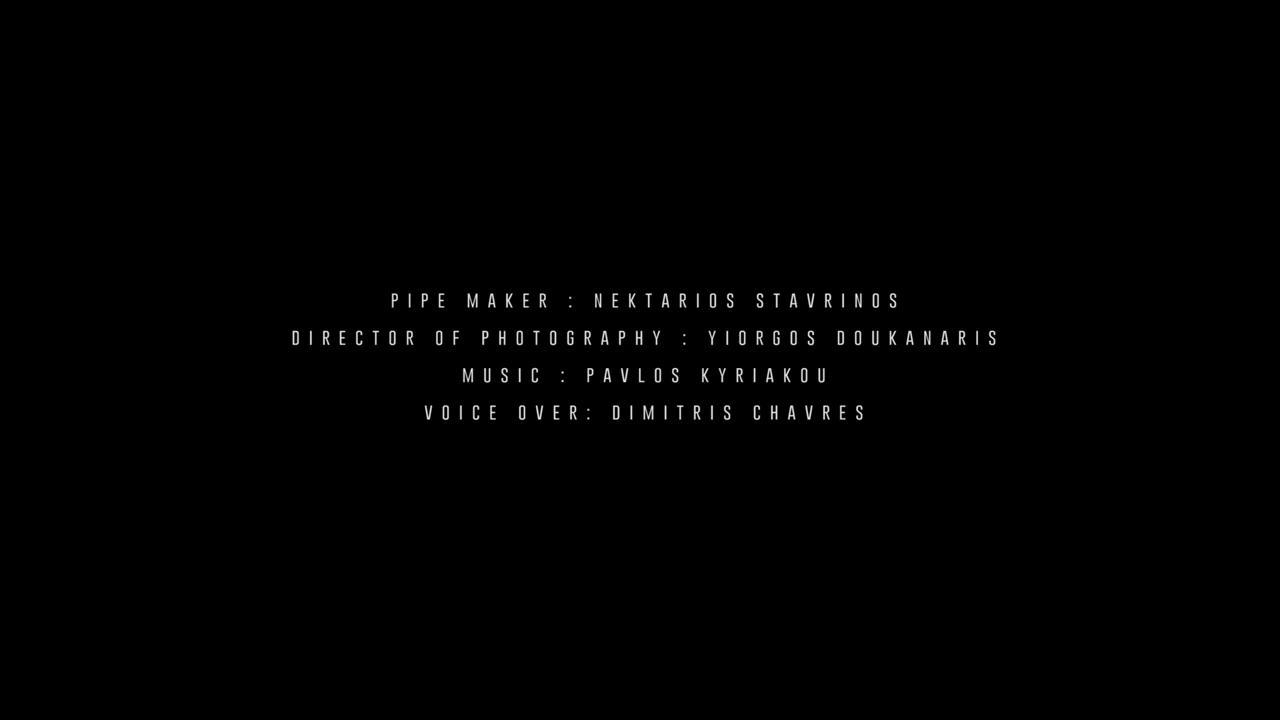 PIPE MAKER : NEKTARIOS STAVRINOS
DIRECTOR OF PHOTOGRAPHY : YIORGOS DOUKANARIS
MUSIC : PAVLOS KYRIAKOU
VOICE OVER: DIMITRIS CHAVRES